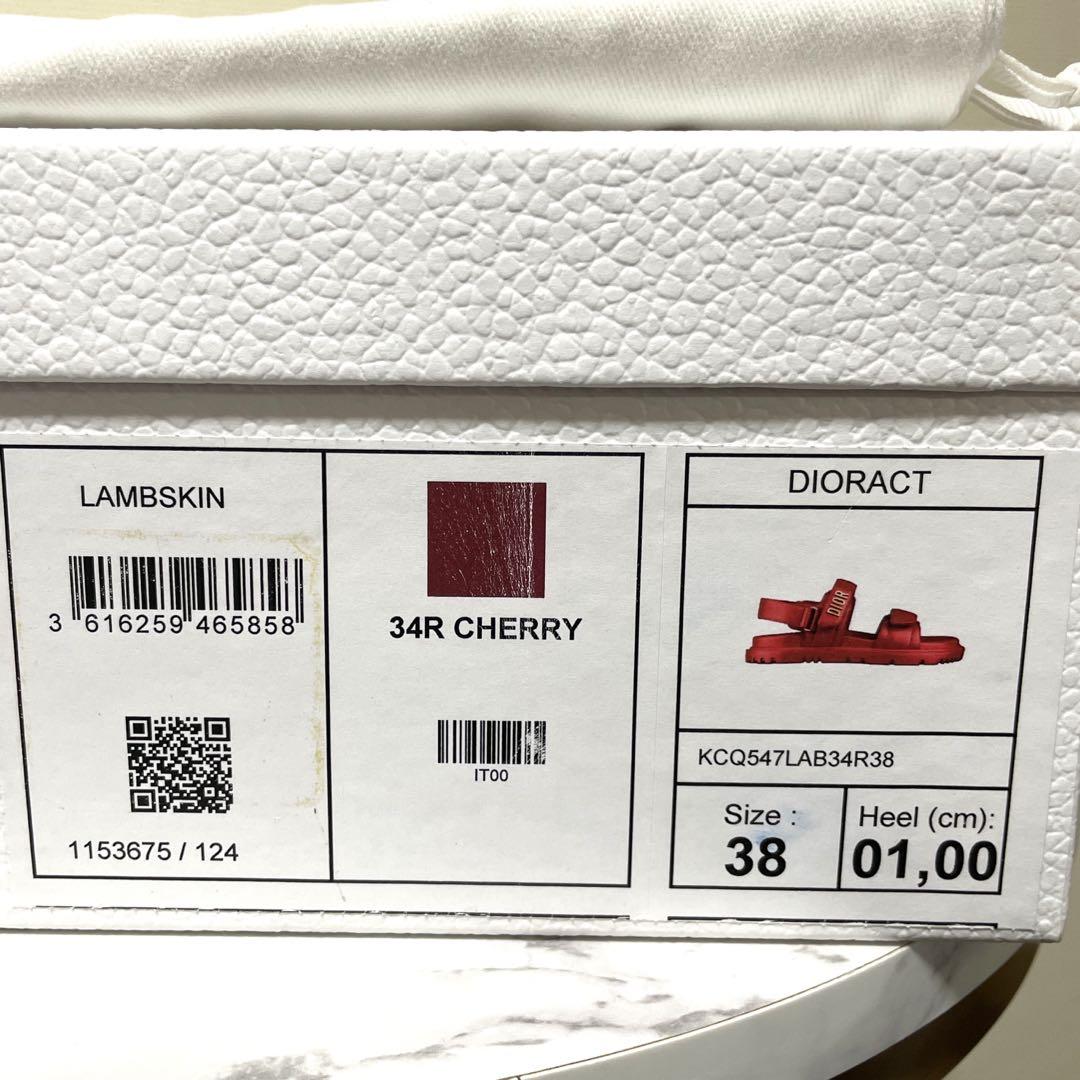 LAMBSKIN
3 616259 465858
1153675 / 124
34R CHERRY
IT00
DIORACT
DIOR
KCQ547LAB34R38
Size :
38
Heel (cm):
01,00